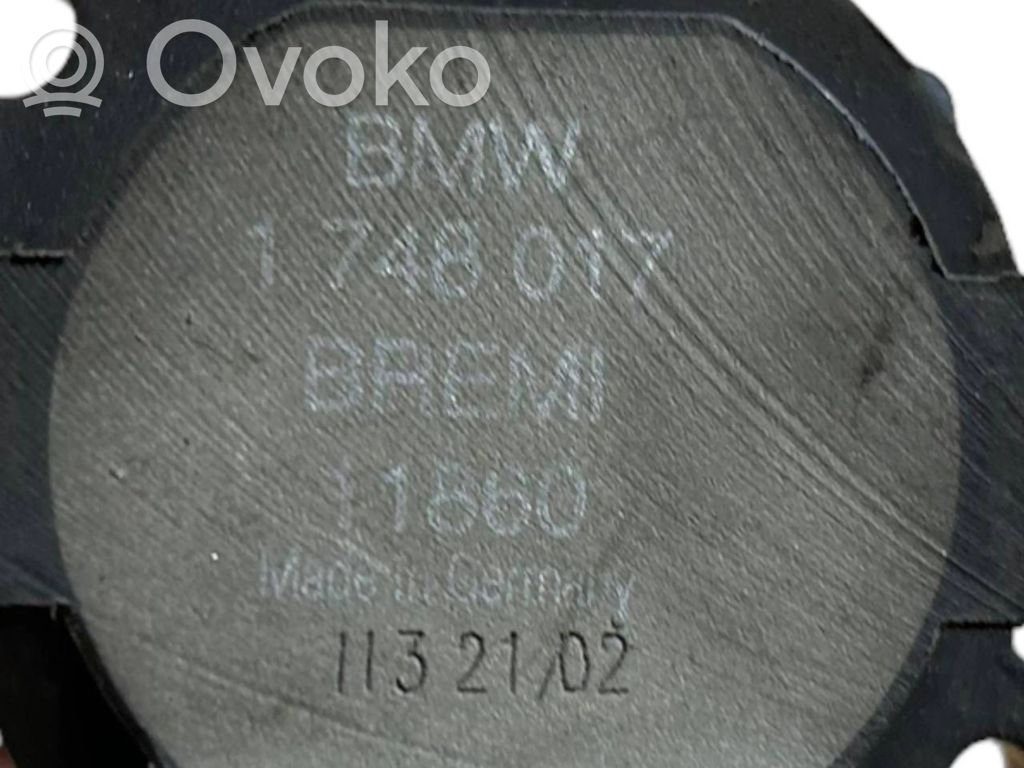 Ovoko
BMW
1 748 017
BREMI
11860
Made in Germany
113 21/02